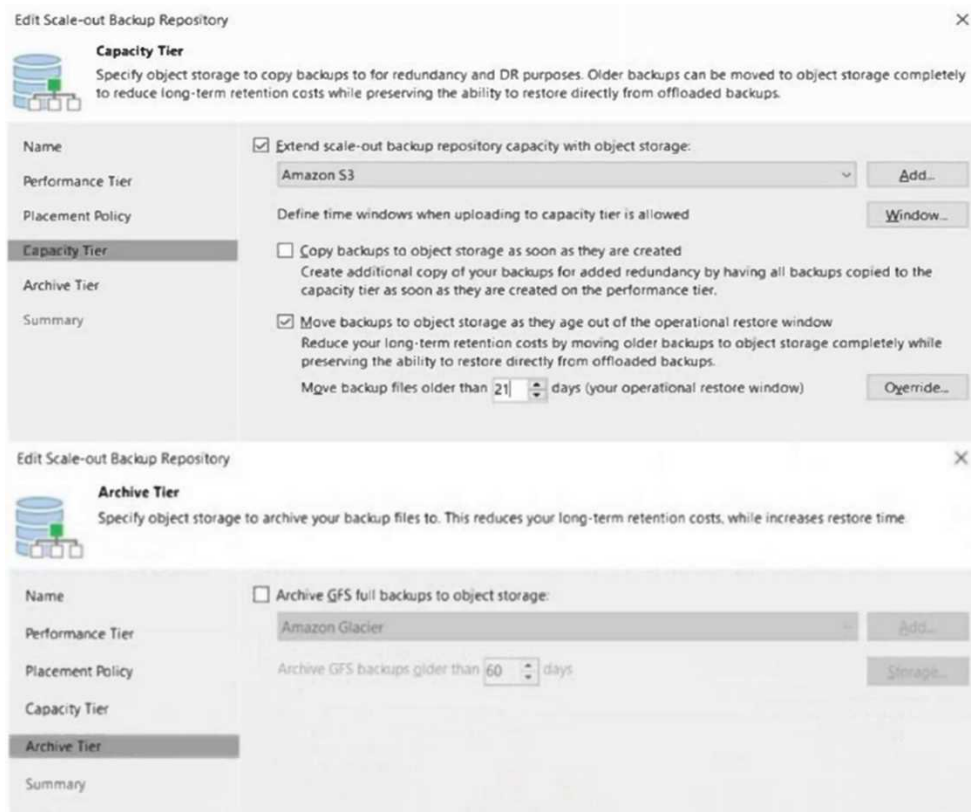 Edit Scale-out Backup Repository
Capacity Tier
Specify object storage to copy backups to for redundancy and DR purposes. Older backups can be moved to object storage completely
to reduce long-term retention costs while preserving the ability to restore directly from offloaded backups.
Name
Performance Tier
Placement Policy
Capacity Tier
Archive Tier
Summary
Extend scale-out backup repository capacity with object storage:
Amazon S3
Add...
Define time windows when uploading to capacity tier is allowed
Window...
Copy backups to object storage as soon as they are created
Create additional copy of your backups for added redundancy by having all backups copied to the
capacity tier as soon as they are created on the performance tier.
Move backups to object storage as they age out of the operational restore window
Reduce your long-term retention costs by moving older backups to object storage completely while
preserving the ability to restore directly from offloaded backups.
Move backup files older than 21 days (your operational restore window)
Override...
Edit Scale-out Backup Repository
Archive Tier
Specify object storage to archive your backup files to. This reduces your long-term retention costs, while increases restore time.
Name
Performance Tier
Placement Policy
Capacity Tier
Archive Tier
Summary
Archive GFS full backups to object storage:
Amazon Glacier
Add...
Archive GFS backups older than 60 days
Storage...